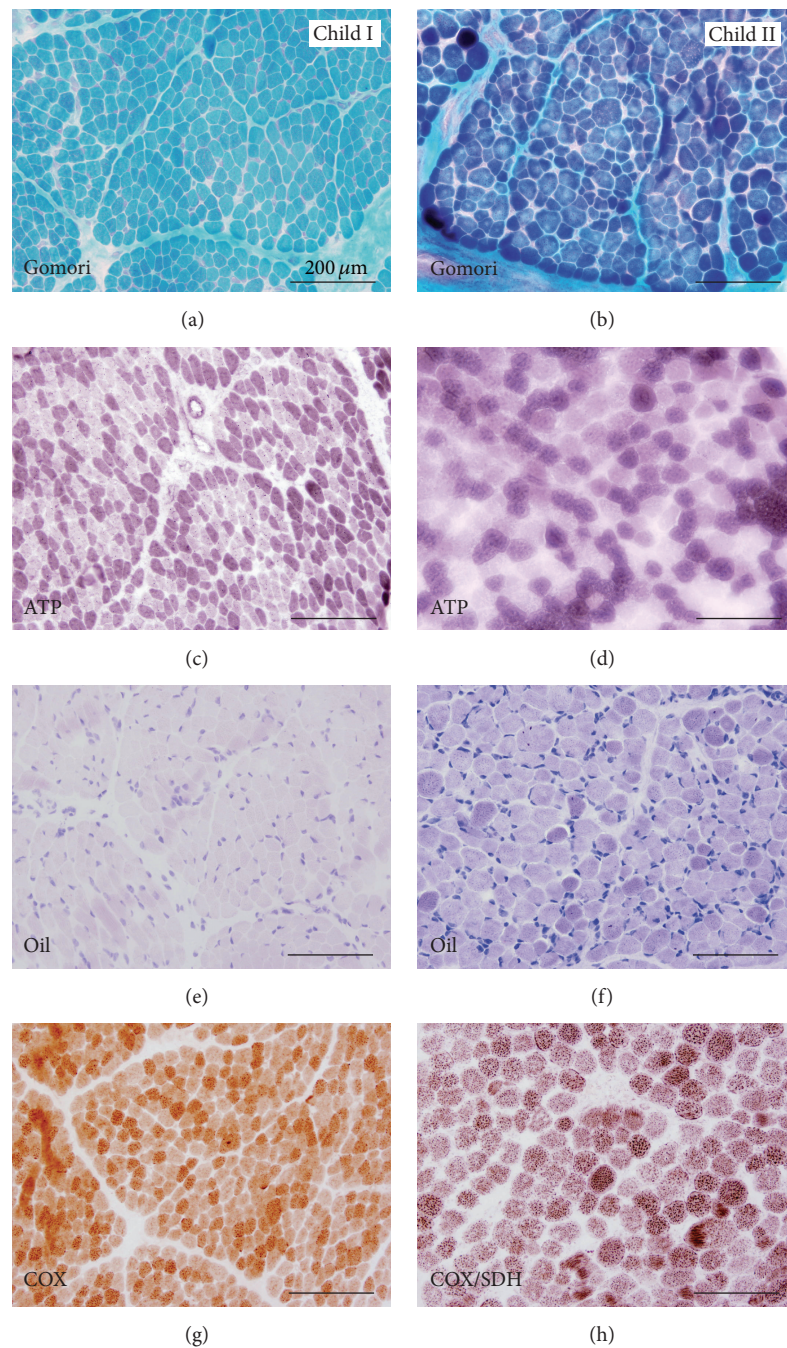 Child I
Gomori
200 µm
(a)
Child II
Gomori
(b)
ATP
(c)
ATP
(d)
Oil
(e)
Oil
(f)
COX
(g)
COX/SDH
(h)